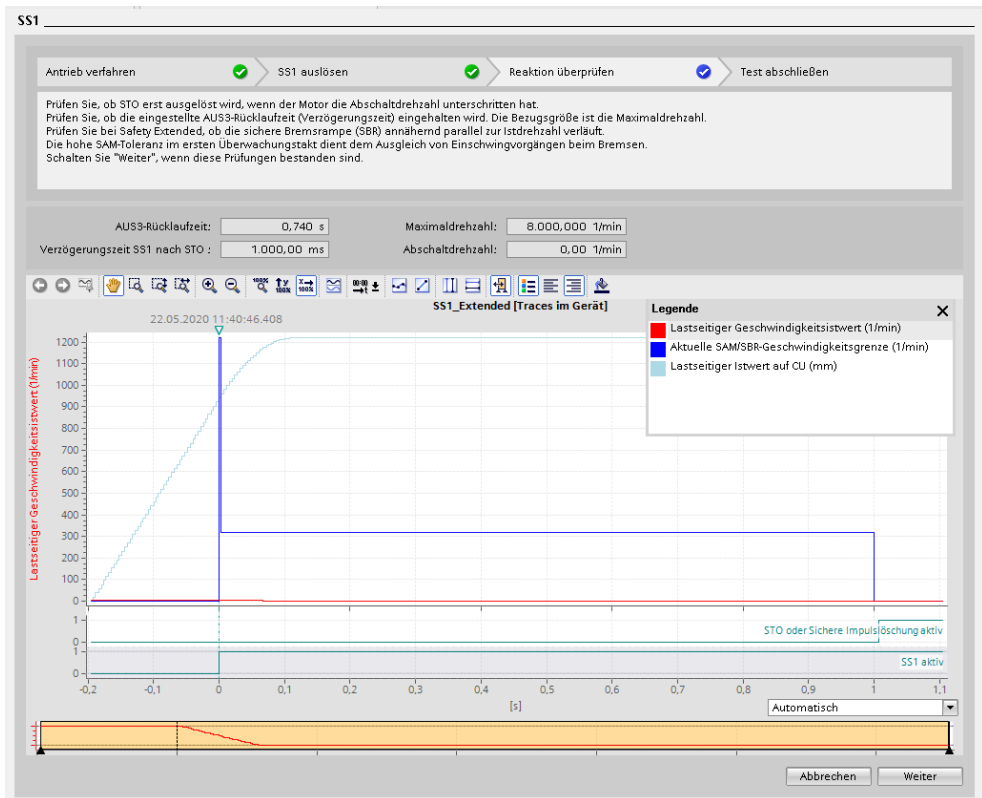 SS1
Antrieb verfahren
SS1 auslösen
Reaktion überprüfen
Test abschließen
Prüfen Sie, ob STO erst ausgelöst wird, wenn der Motor die Abschaltdrehzahl unterschritten hat.
Prüfen Sie, ob die eingestellte AUS3-Rücklaufzeit (Verzögerungszeit) eingehalten wird. Die Bezugsgröße ist die Maximaldrehzahl.
Prüfen Sie bei Safety Extended, ob die sichere Bremsrampe (SBR) annähernd parallel zur Istdrehzahl verläuft.
Die hohe SAM-Toleranz im ersten Überwachungstakt dient dem Ausgleich von Einschwingvorgängen beim Bremsen.
Schalten Sie "Weiter", wenn diese Prüfungen bestanden sind.
AUS3-Rücklaufzeit: 0,740 s Maximaldrehzahl: 8.000,000 1/min
Verzögerungszeit SS1 nach STO : 1.000,00 ms Abschaltdrehzahl: 0,00 1/min
SS1_Extended [Traces im Gerät]
22.05.2020 11:40:46.408
Legende
Lastseitiger Geschwindigkeitsistwert (1/min)
Aktuelle SAM/SBR-Geschwindigkeitsgrenze (1/min)
Lastseitiger Istwert auf CU (mm)
Lastseitiger Geschwindigkeitsistwert (1/min)
1200
1100
1000
900
800
700
600
500
400
300
200
100
0
1
0
STO oder Sichere Impulslöschung aktiv
1
0
SS1 aktiv
-0,2 -0,1 0 0,1 0,2 0,3 0,4 0,5 0,6 0,7 0,8 0,9 1 1,1
[s]
Automatisch
Abbrechen
Weiter